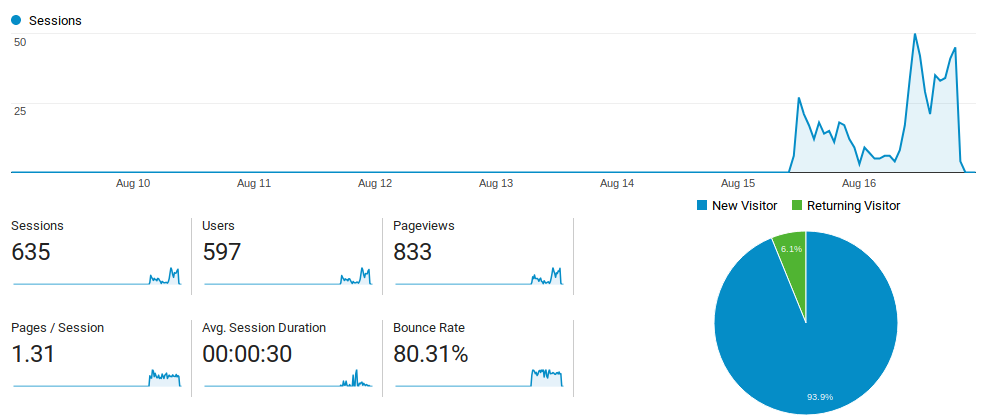 Sessions
50
25
Aug 10 Aug 11 Aug 12 Aug 13 Aug 14 Aug 15 Aug 16
New Visitor Returning Visitor
Sessions Users Pageviews
635 597 833
6.1%
Pages / Session Avg. Session Duration Bounce Rate
1.31 00:00:30 80.31%
93.9%